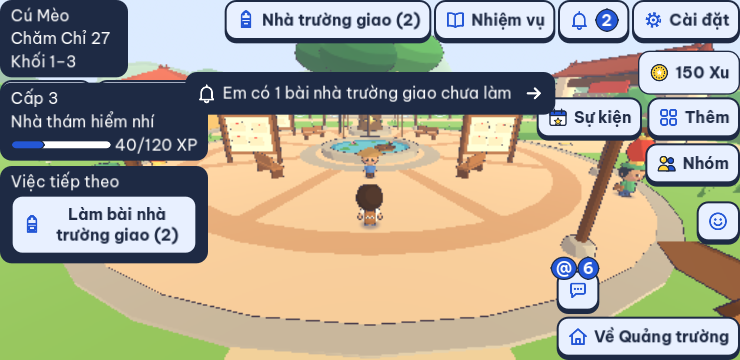 Cú Mèo
Chăm Chỉ 27
Khối 1–3
Nhà trường giao (2)
Nhiệm vụ
2
Cài đặt
Em có 1 bài nhà trường giao chưa làm
150 Xu
Cấp 3
Nhà thám hiểm nhí
40/120 XP
Sự kiện
Thêm
Nhóm
Việc tiếp theo
Làm bài nhà
trường giao (2)
@ 6
Về Quảng trường